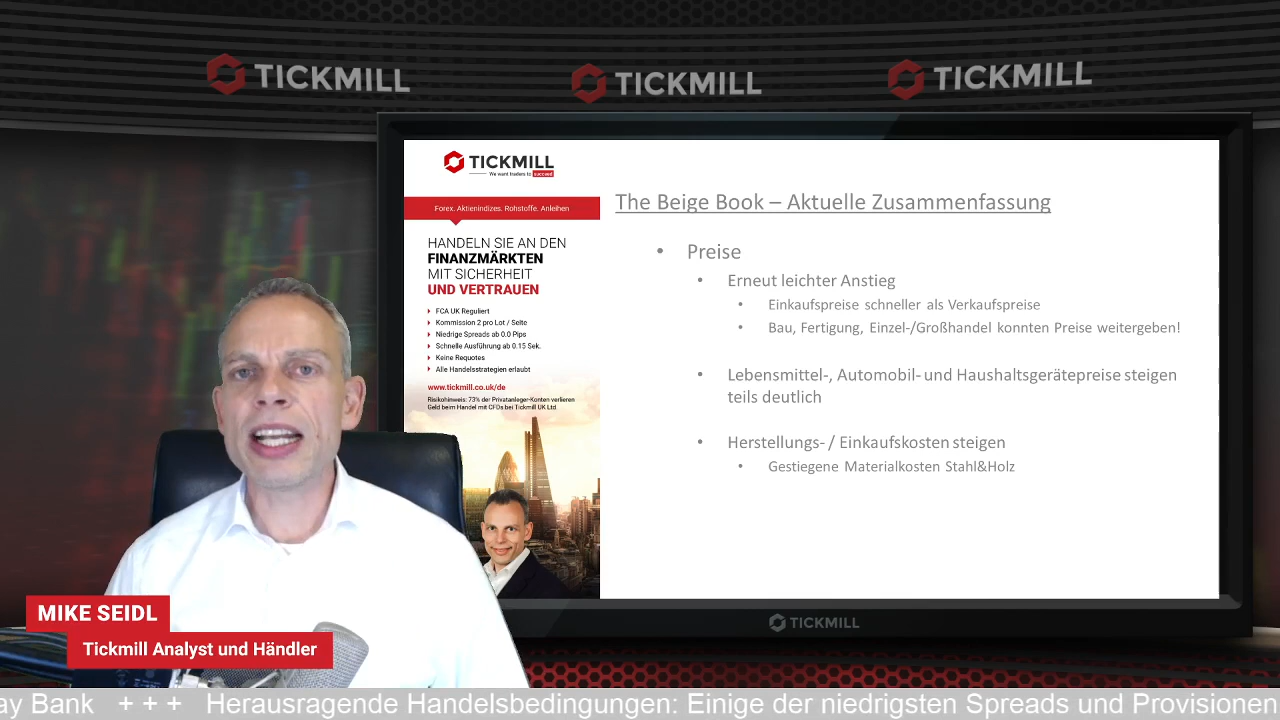 TICKMILL
TICKMILL
TICKMILL
TICKMILL
We want traders to succeed
Forex. Aktienindizes. Rohstoffe. Anleihen
HANDELN SIE AN DEN
FINANZMÄRKTEN
MIT SICHERHEIT
UND VERTRAUEN
FCA UK Reguliert
Kommission 2 pro Lot / Seite
Niedrige Spreads ab 0.0 Pips
Schnelle Ausführung ab 0.15 Sek.
Keine Requotes
Alle Handelsstrategien erlaubt
www.tickmill.co.uk/de
Risikohinweis: 73% der Privatanleger-Konten verlieren
Geld beim Handel mit CFDs bei Tickmill UK Ltd.
The Beige Book – Aktuelle Zusammenfassung
• Preise
• Erneut leichter Anstieg
• Einkaufspreise schneller als Verkaufspreise
• Bau, Fertigung, Einzel-/Großhandel konnten Preise weitergeben!
• Lebensmittel-, Automobil- und Haushaltsgerätepreise steigen
teils deutlich
• Herstellungs- / Einkaufskosten steigen
• Gestiegene Materialkosten Stahl&Holz
TICKMILL
MIKE SEIDL
Tickmill Analyst und Händler
ay Bank +++ Herausragende Handelsbedingungen: Einige der niedrigsten Spreads und Provisionen